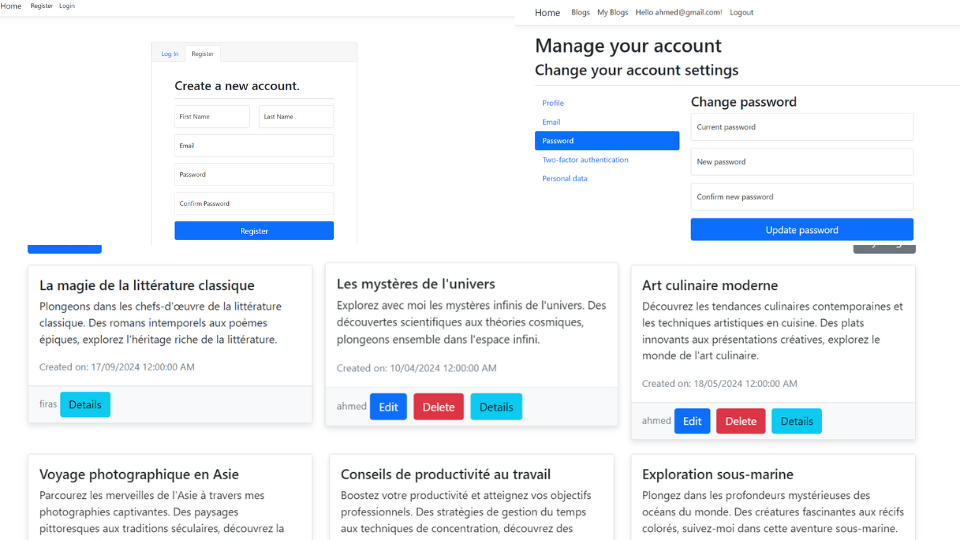 Home Register Login
Log In Register
Create a new account.
First Name Last Name
Email
Password
Confirm Password
Register
Home Blogs My Blogs Hello ahmed@gmail.com! Logout
Manage your account
Change your account settings
Profile
Email
Password
Two-factor authentication
Personal data
Change password
Current password
New password
Confirm new password
Update password
La magie de la littérature classique
Plongeons dans les chefs-d'œuvre de la littérature
classique. Des romans intemporels aux poèmes
épiques, explorez l'héritage riche de la littérature.
Created on: 17/09/2024 12:00:00 AM
firas Details
Les mystères de l'univers
Explorez avec moi les mystères infinis de l'univers. Des
découvertes scientifiques aux théories cosmiques,
plongeons ensemble dans l'espace infini.
Created on: 10/04/2024 12:00:00 AM
ahmed Edit Delete Details
Art culinaire moderne
Découvrez les tendances culinaires contemporaines et
les techniques artistiques en cuisine. Des plats
innovants aux présentations créatives, explorez le
monde de l'art culinaire.
Created on: 18/05/2024 12:00:00 AM
ahmed Edit Delete Details
Voyage photographique en Asie
Parcourez les merveilles de l'Asie à travers mes
photographies captivantes. Des paysages
pittoresques aux traditions séculaires, découvrez la
Conseils de productivité au travail
Boostez votre productivité et atteignez vos objectifs
professionnels. Des stratégies de gestion du temps
aux techniques de concentration, découvrez des
Exploration sous-marine
Plongez dans les profondeurs mystérieuses des
océans du monde. Des créatures fascinantes aux récifs
colorés, suivez-moi dans cette aventure sous-marine.